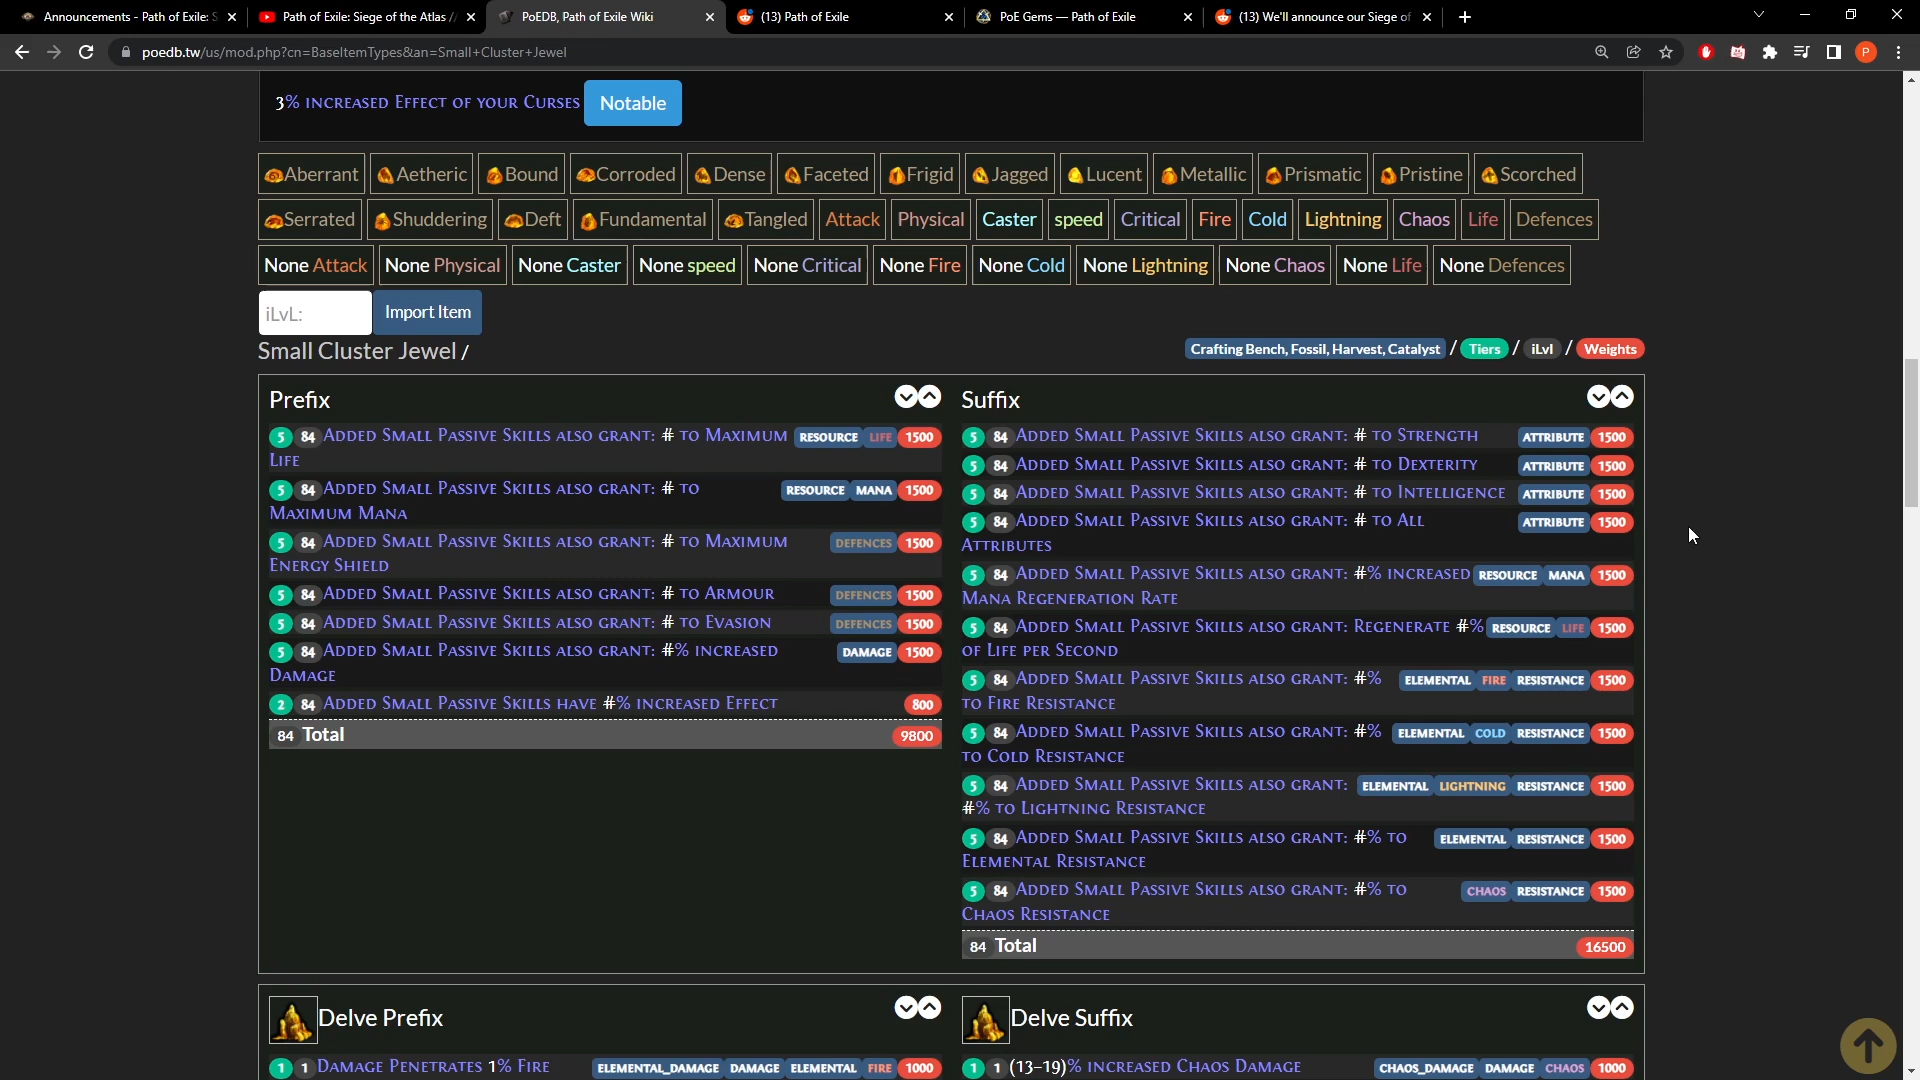 Announcements - Path of Exile: S
Path of Exile: Siege of the Atlas /
PoEDB, Path of Exile Wiki
(13) Path of Exile
PoE Gems — Path of Exile
(13) We'll announce our Siege of
poedb.tw/us/mod.php?cn=BaseItemTypes&an=Small+Cluster+Jewel
P
3% increased Effect of your Curses Notable
Aberrant Aetheric Bound Corroded Dense Faceted Frigid Jagged Lucent Metallic Prismatic Pristine Scorched
Serrated Shuddering Deft Fundamental Tangled Attack Physical Caster speed Critical Fire Cold Lightning Chaos Life Defences
None Attack None Physical None Caster None speed None Critical None Fire None Cold None Lightning None Chaos None Life None Defences
iLvL: Import Item
Small Cluster Jewel /
Crafting Bench, Fossil, Harvest, Catalyst / Tiers / iLvl / Weights
Prefix
5 84 Added Small Passive Skills also grant: # to Maximum RESOURCE LIFE 1500
Life
5 84 Added Small Passive Skills also grant: # to RESOURCE MANA 1500
Maximum Mana
5 84 Added Small Passive Skills also grant: # to Maximum DEFENCES 1500
Energy Shield
5 84 Added Small Passive Skills also grant: # to Armour DEFENCES 1500
5 84 Added Small Passive Skills also grant: # to Evasion DEFENCES 1500
5 84 Added Small Passive Skills also grant: #% increased DAMAGE 1500
Damage
2 84 Added Small Passive Skills have #% increased Effect 800
84 Total 9800
Suffix
5 84 Added Small Passive Skills also grant: # to Strength ATTRIBUTE 1500
5 84 Added Small Passive Skills also grant: # to Dexterity ATTRIBUTE 1500
5 84 Added Small Passive Skills also grant: # to Intelligence ATTRIBUTE 1500
5 84 Added Small Passive Skills also grant: # to All ATTRIBUTE 1500
Attributes
5 84 Added Small Passive Skills also grant: #% increased RESOURCE MANA 1500
Mana Regeneration Rate
5 84 Added Small Passive Skills also grant: Regenerate #% RESOURCE LIFE 1500
of Life per Second
5 84 Added Small Passive Skills also grant: #% ELEMENTAL FIRE RESISTANCE 1500
to Fire Resistance
5 84 Added Small Passive Skills also grant: #% ELEMENTAL COLD RESISTANCE 1500
to Cold Resistance
5 84 Added Small Passive Skills also grant: ELEMENTAL LIGHTNING RESISTANCE 1500
#% to Lightning Resistance
5 84 Added Small Passive Skills also grant: #% to ELEMENTAL RESISTANCE 1500
Elemental Resistance
5 84 Added Small Passive Skills also grant: #% to CHAOS RESISTANCE 1500
Chaos Resistance
84 Total 16500
Delve Prefix
1 1 Damage Penetrates 1% Fire ELEMENTAL_DAMAGE DAMAGE ELEMENTAL FIRE 1000
Delve Suffix
1 1 (13–19)% increased Chaos Damage CHAOS_DAMAGE DAMAGE CHAOS 1000